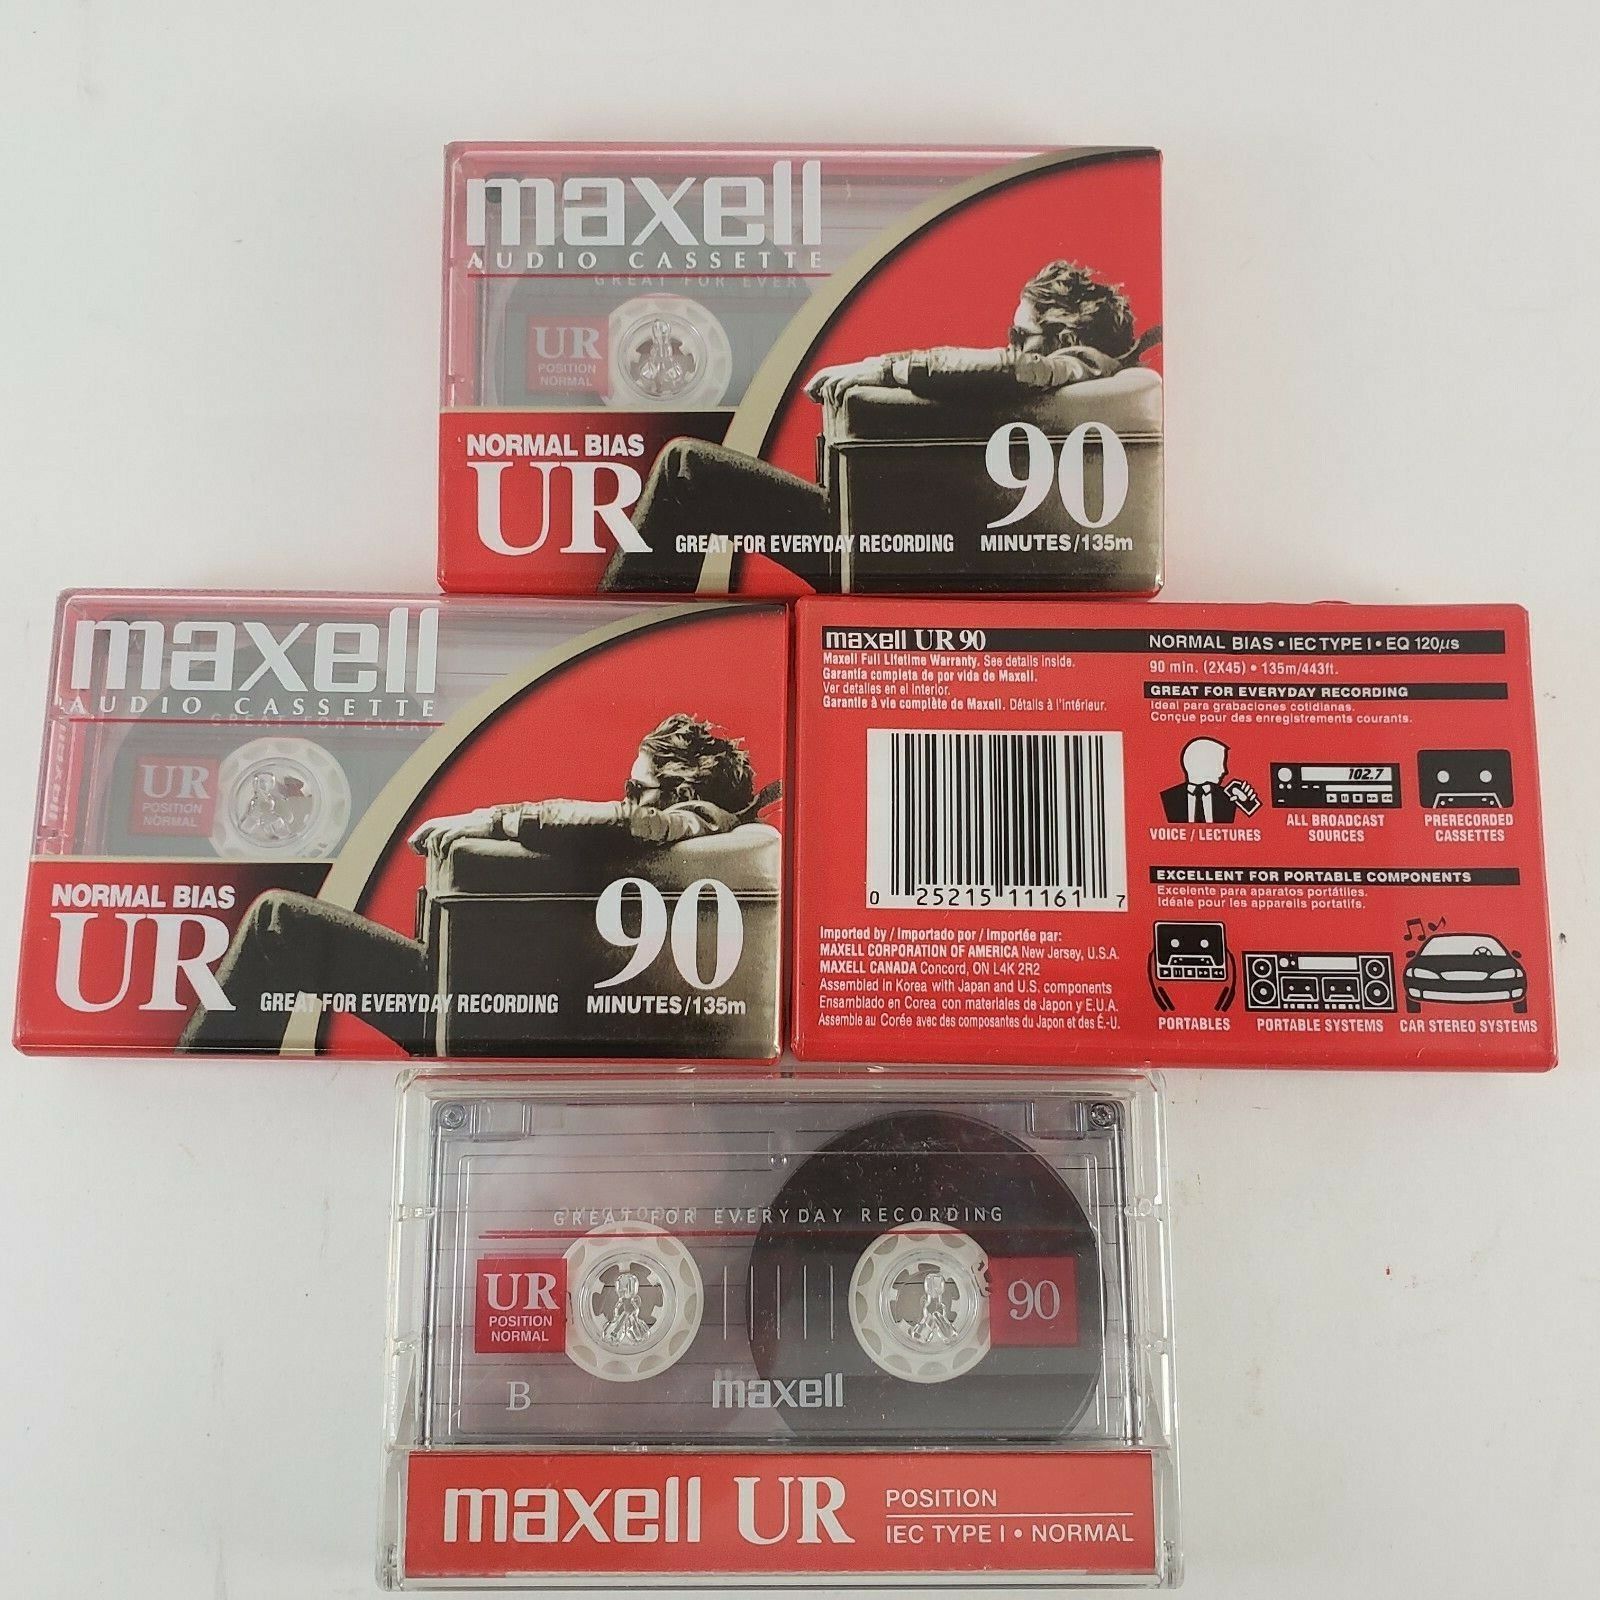 maxell
AUDIO CASSETTE
GREAT FOR EVER
UR
POSITION
NORMAL
NORMAL BIAS
UR
GREAT FOR EVERYDAY RECORDING
90
MINUTES/135m
maxell
AUDIO CASSETTE
GREAT FOR EVERY
UR
POSITION
NORMAL
NORMAL BIAS
UR
GREAT FOR EVERYDAY RECORDING
90
MINUTES/135m
maxell UR 90
Maxell Full Lifetime Warranty. See details inside.
Garantía completa de por vida de Maxell.
Ver detalles en el interior.
Garantie à vie complète de Maxell. Détails à l'intérieur.
0 25215 11161 7
Imported by / Importado por / Importée par:
MAXELL CORPORATION OF AMERICA New Jersey, U.S.A.
MAXELL CANADA Concord, ON L4K 2R2
Assembled in Korea with Japan and U.S. components
Ensamblado en Corea con materiales de Japon y E.U.A.
Assemble au Corée avec des composantes du Japon et des É.-U.
NORMAL BIAS • IEC TYPE I • EQ 120µs
90 min. (2X45) • 135m/443ft.
GREAT FOR EVERYDAY RECORDING
Ideal para grabaciones cotidianas.
Conçue pour des enregistrements courants.
102.7
VOICE / LECTURES
ALL BROADCAST
SOURCES
PRERECORDED
CASSETTES
EXCELLENT FOR PORTABLE COMPONENTS
Excelente para aparatos portátiles.
Idéale pour les appareils portatifs.
PORTABLES
PORTABLE SYSTEMS
CAR STEREO SYSTEMS
GREAT FOR EVERYDAY RECORDING
UR
POSITION
NORMAL
90
B
maxell
maxell UR
POSITION
IEC TYPE I • NORMAL